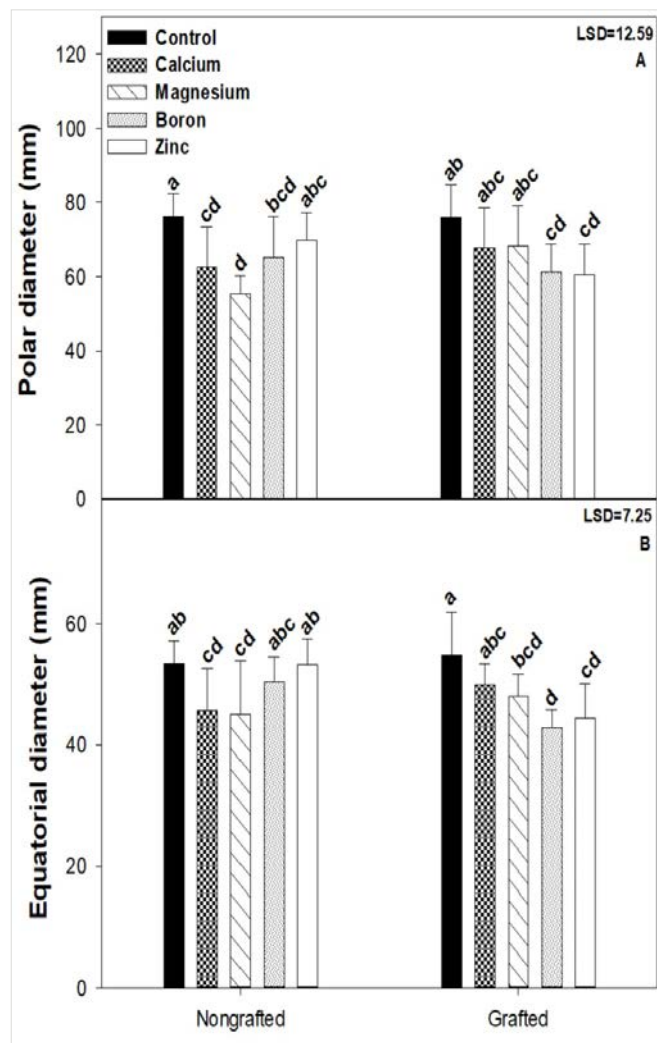 LSD=12.59
A
Control
Calcium
Magnesium
Boron
Zinc
Polar diameter (mm)
120
100
80
60
40
20
0
a
cd
d
bcd
abc
ab
abc
abc
cd
cd
LSD=7.25
B
Equatorial diameter (mm)
60
40
20
0
ab
cd
cd
abc
ab
a
abc
bcd
d
cd
Nongrafted Grafted